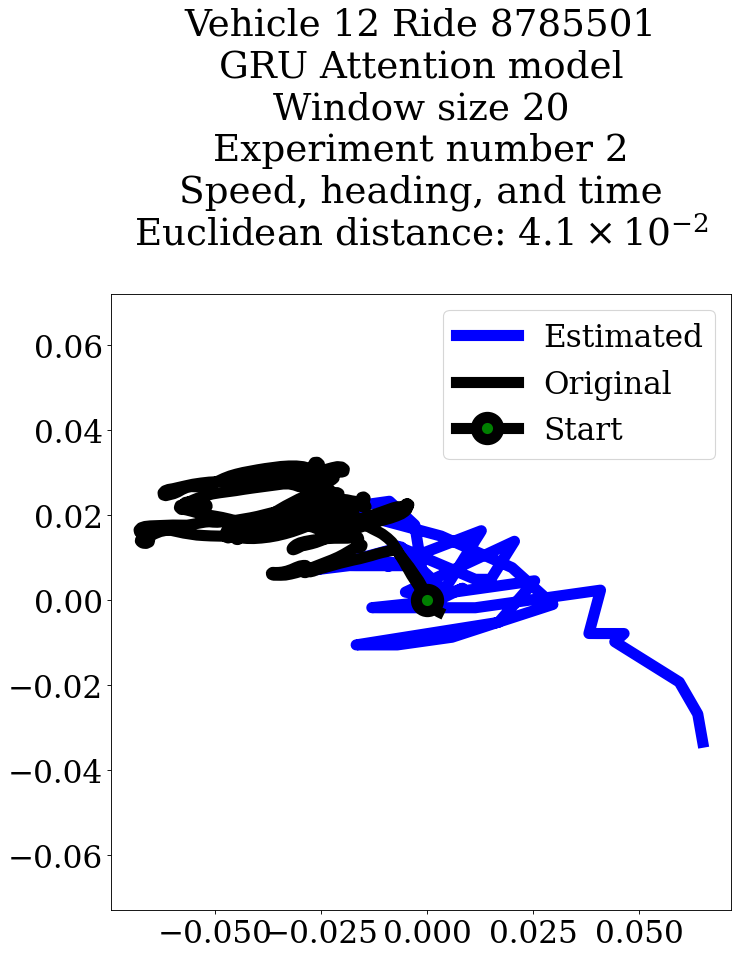 Vehicle 12 Ride 8785501
GRU Attention model
Window size 20
Experiment number 2
Speed, heading, and time
Euclidean distance: 4.1 × 10⁻²
Estimated
Original
Start
0.06
0.04
0.02
0.00
−0.02
−0.04
−0.06
−0.050 −0.025 0.000 0.025 0.050